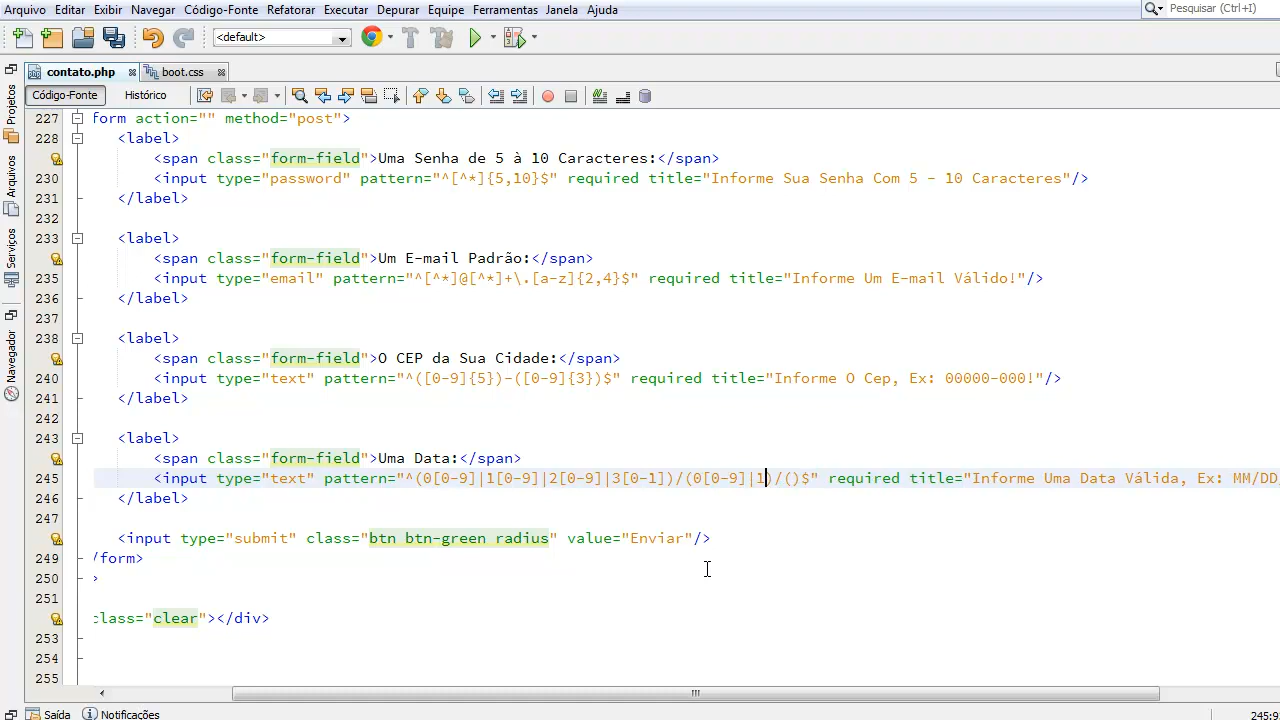 Arquivo Editar Exibir Navegar Código-Fonte Refatorar Executar Depurar Equipe Ferramentas Janela Ajuda Pesquisar (Ctrl+I)
<default>
contato.php boot.css
Código-Fonte Histórico
Projetos
Arquivos
Serviços
Navegador
227 form action="" method="post">
228 <label>
<span class="form-field">Uma Senha de 5 à 10 Caracteres:</span>
230 <input type="password" pattern="^[^*]{5,10}$" required title="Informe Sua Senha Com 5 - 10 Caracteres"/>
231 </label>
232
233 <label>
<span class="form-field">Um E-mail Padrão:</span>
235 <input type="email" pattern="^[^*]@[^*]+\.[a-z]{2,4}$" required title="Informe Um E-mail Válido!"/>
236 </label>
237
238 <label>
<span class="form-field">O CEP da Sua Cidade:</span>
240 <input type="text" pattern="^([0-9]{5})-([0-9]{3})$" required title="Informe O Cep, Ex: 00000-000!"/>
241 </label>
242
243 <label>
<span class="form-field">Uma Data:</span>
245 <input type="text" pattern="^(0[0-9]|1[0-9]|2[0-9]|3[0-1])/(0[0-9]|1)/()$" required title="Informe Uma Data Válida, Ex: MM/DD
246 </label>
247
<input type="submit" class="btn btn-green radius" value="Enviar"/>
249 /form>
250 >
251
class="clear"></div>
253
254
255
Saída Notificações 245:9